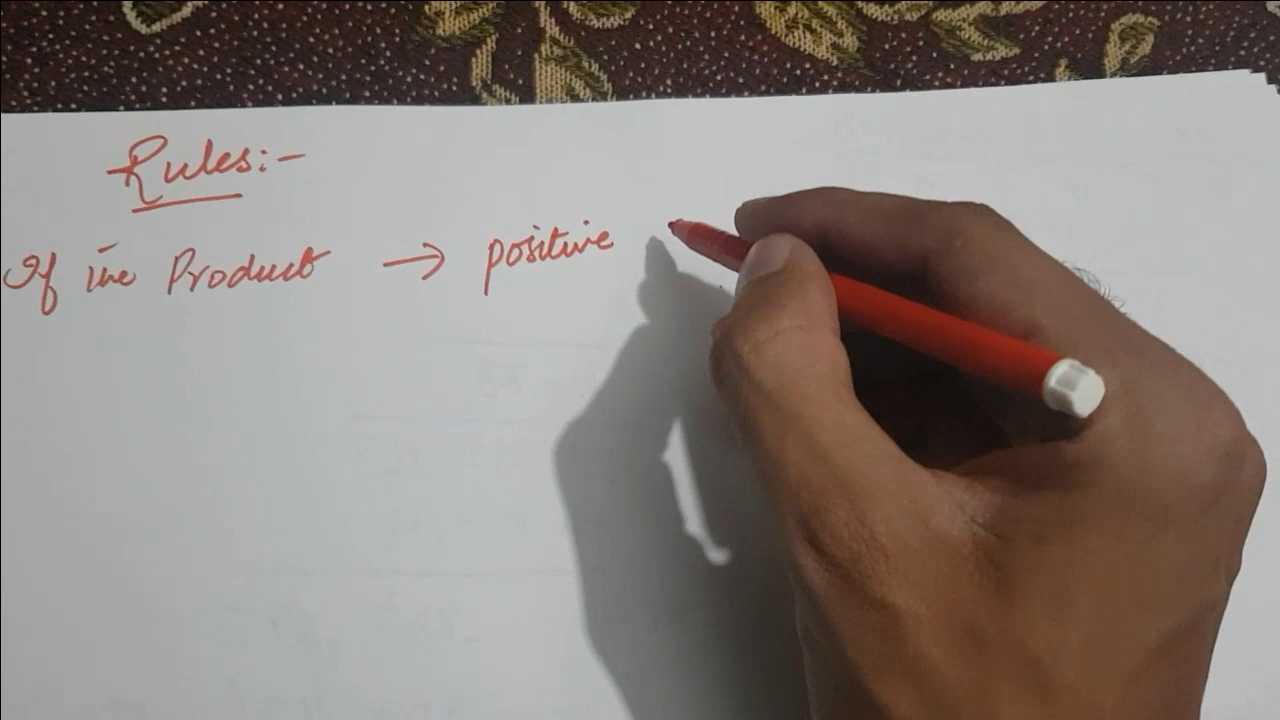 Rules:-
If the Product → positive